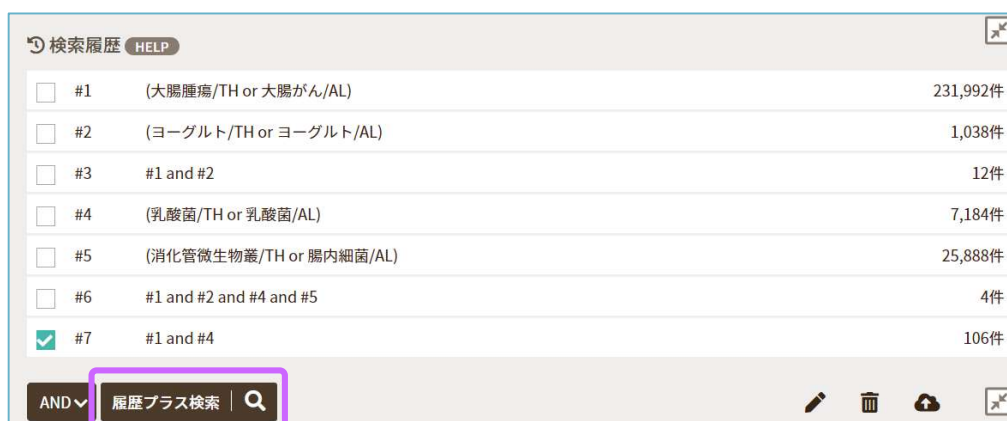 検索履歴 HELP
#1 (大腸腫瘍/TH or 大腸がん/AL) 231,992件
#2 (ヨーグルト/TH or ヨーグルト/AL) 1,038件
#3 #1 and #2 12件
#4 (乳酸菌/TH or 乳酸菌/AL) 7,184件
#5 (消化管微生物叢/TH or 腸内細菌/AL) 25,888件
#6 #1 and #2 and #4 and #5 4件
#7 #1 and #4 106件
AND 履歴プラス検索